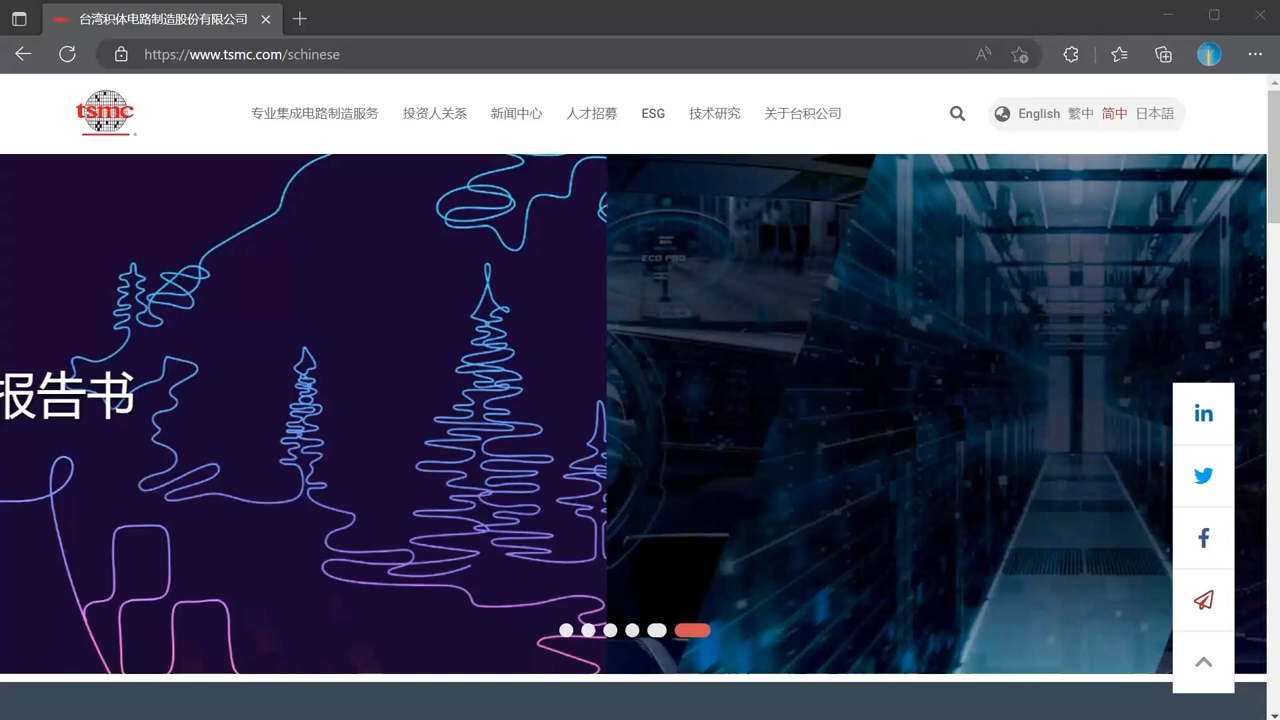 台湾积体电路制造股份有限公司
https://www.tsmc.com/schinese
tsmc
专业集成电路制造服务 投资人关系 新闻中心 人才招募 ESG 技术研究 关于台积公司
English 繁中 简中 日本語
ECO PRO
报告书
in